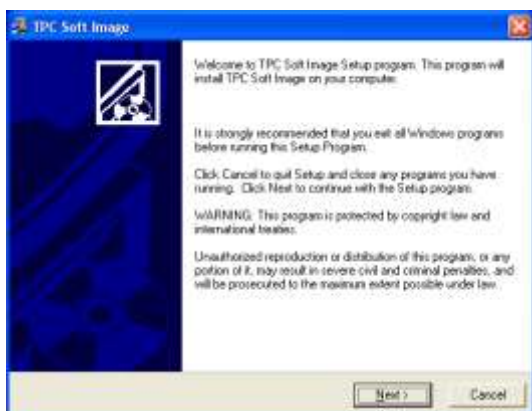 TPC Soft Image
Welcome to TPC Soft Image Setup program. This program will
install TPC Soft Image on your computer.
It is strongly recommended that you exit all Windows programs
before running this Setup Program.
Click Cancel to quit Setup and close any programs you have
running. Click Next to continue with the Setup program.
WARNING: This program is protected by copyright law and
international treaties.
Unauthorized reproduction or distribution of this program, or any
portion of it, may result in severe civil and criminal penalties, and
will be prosecuted to the maximum extent possible under law.
Next > Cancel